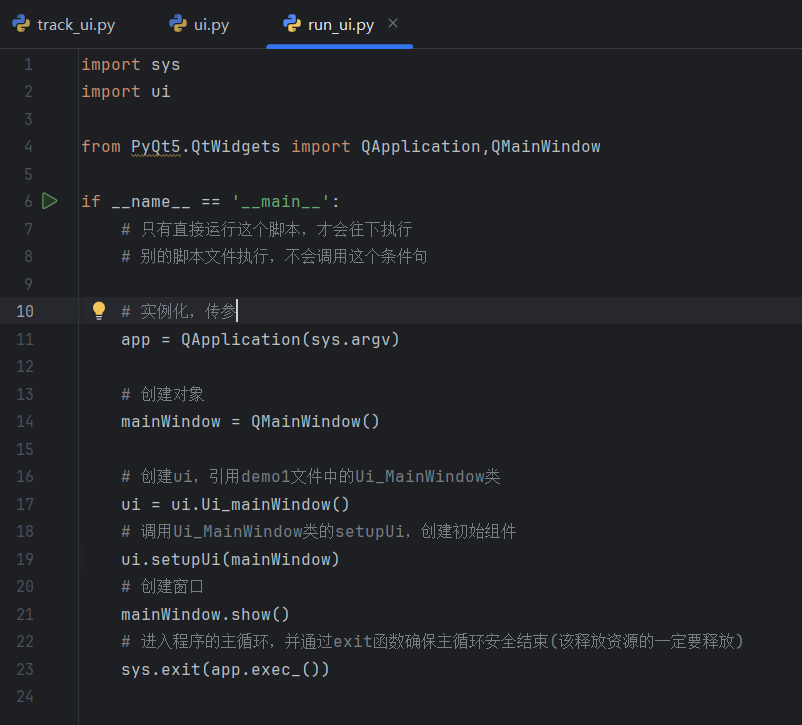 track_ui.py ui.py run_ui.py
1 import sys
2 import ui
3
4 from PyQt5.QtWidgets import QApplication,QMainWindow
5
6 if __name__ == '__main__':
7 # 只有直接运行这个脚本，才会往下执行
8 # 别的脚本文件执行，不会调用这个条件句
9
10 # 实例化，传参
11 app = QApplication(sys.argv)
12
13 # 创建对象
14 mainWindow = QMainWindow()
15
16 # 创建ui，引用demo1文件中的Ui_MainWindow类
17 ui = ui.Ui_mainWindow()
18 # 调用Ui_MainWindow类的setupUi，创建初始组件
19 ui.setupUi(mainWindow)
20 # 创建窗口
21 mainWindow.show()
22 # 进入程序的主循环，并通过exit函数确保主循环安全结束(该释放资源的一定要释放)
23 sys.exit(app.exec_())
24